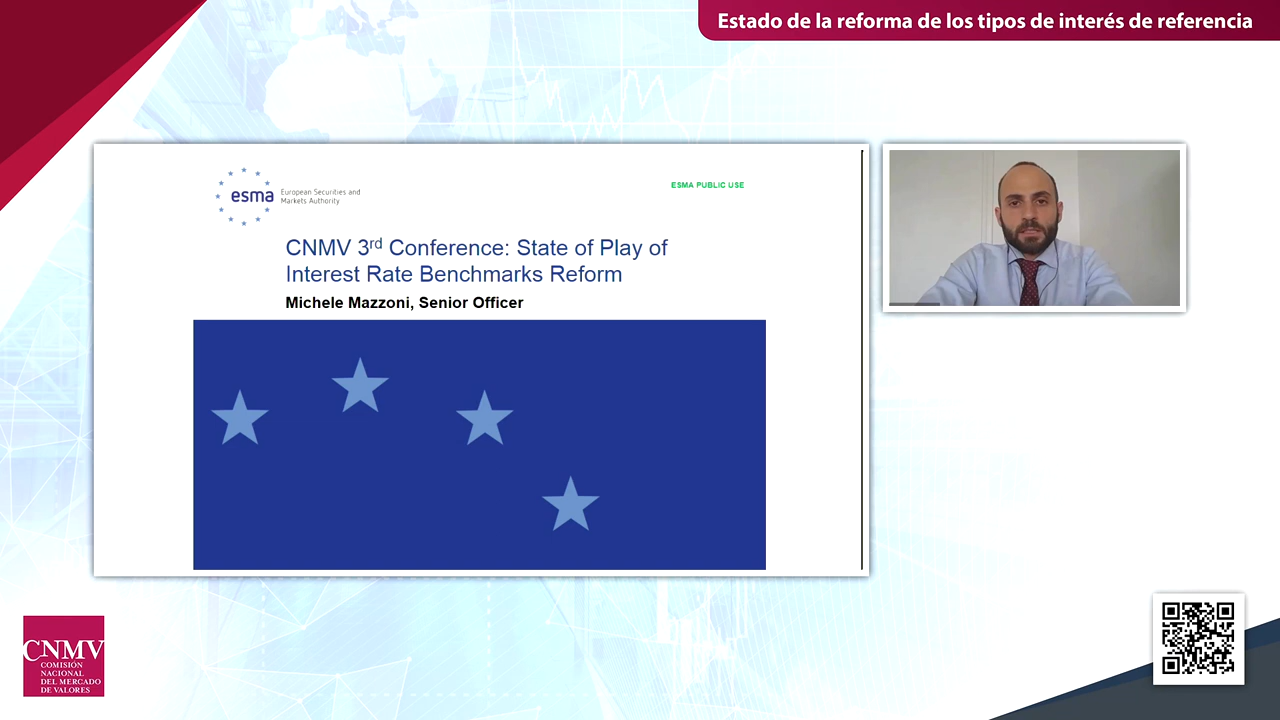 Estado de la reforma de los tipos de interés de referencia
esma
European Securities and
Markets Authority
ESMA PUBLIC USE
CNMV 3rd Conference: State of Play of
Interest Rate Benchmarks Reform
Michele Mazzoni, Senior Officer
CNMV
COMISIÓN
NACIONAL
DEL MERCADO
DE VALORES